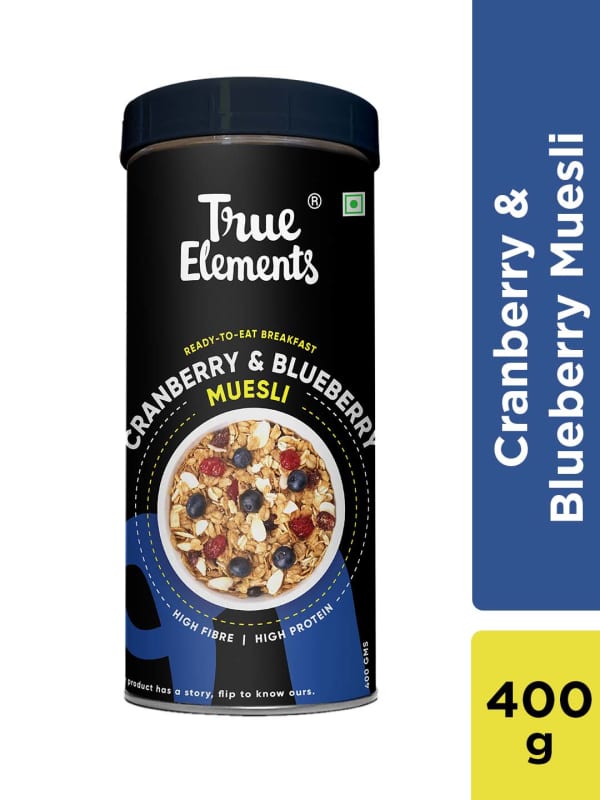 True ®
Elements
READY-TO-EAT BREAKFAST
CRANBERRY & BLUEBERRY
MUESLI
HIGH FIBRE | HIGH PROTEIN
400 GMS
product has a story, flip to know ours.
Cranberry &
Blueberry Muesli
400
g